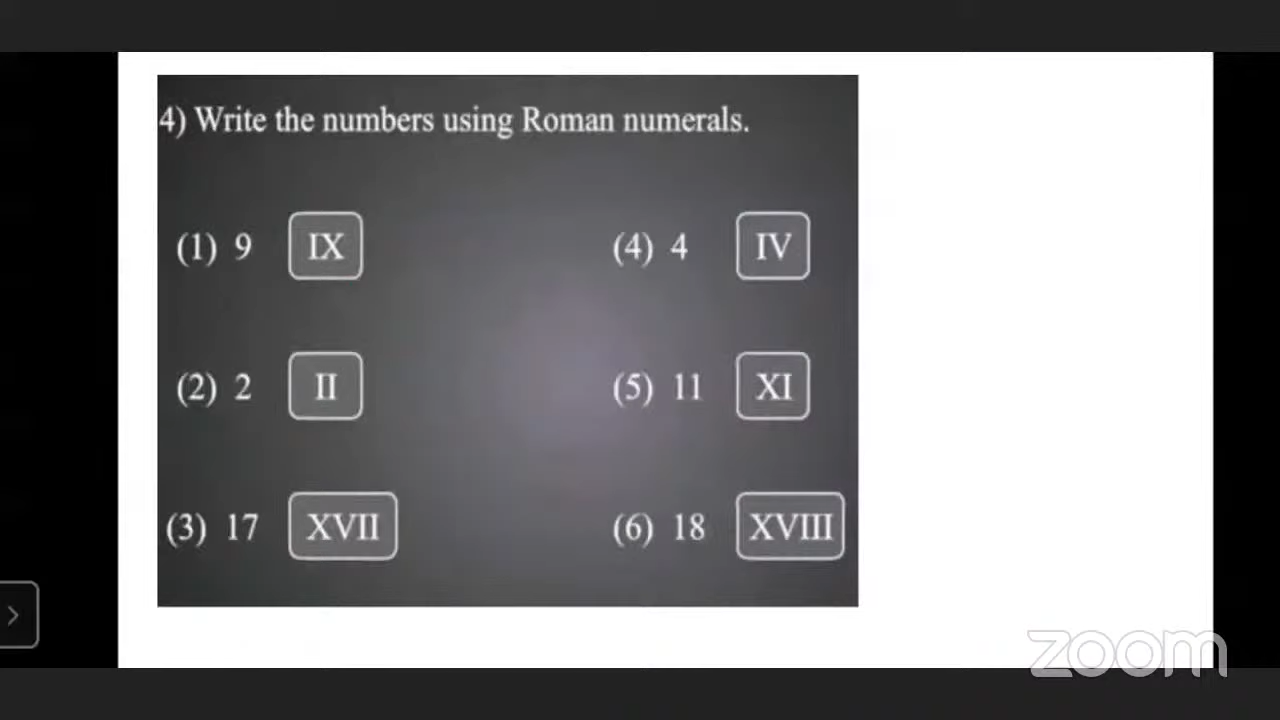 4) Write the numbers using Roman numerals.
(1) 9 IX
(4) 4 IV
(2) 2 II
(5) 11 XI
(3) 17 XVII
(6) 18 XVIII
zoom